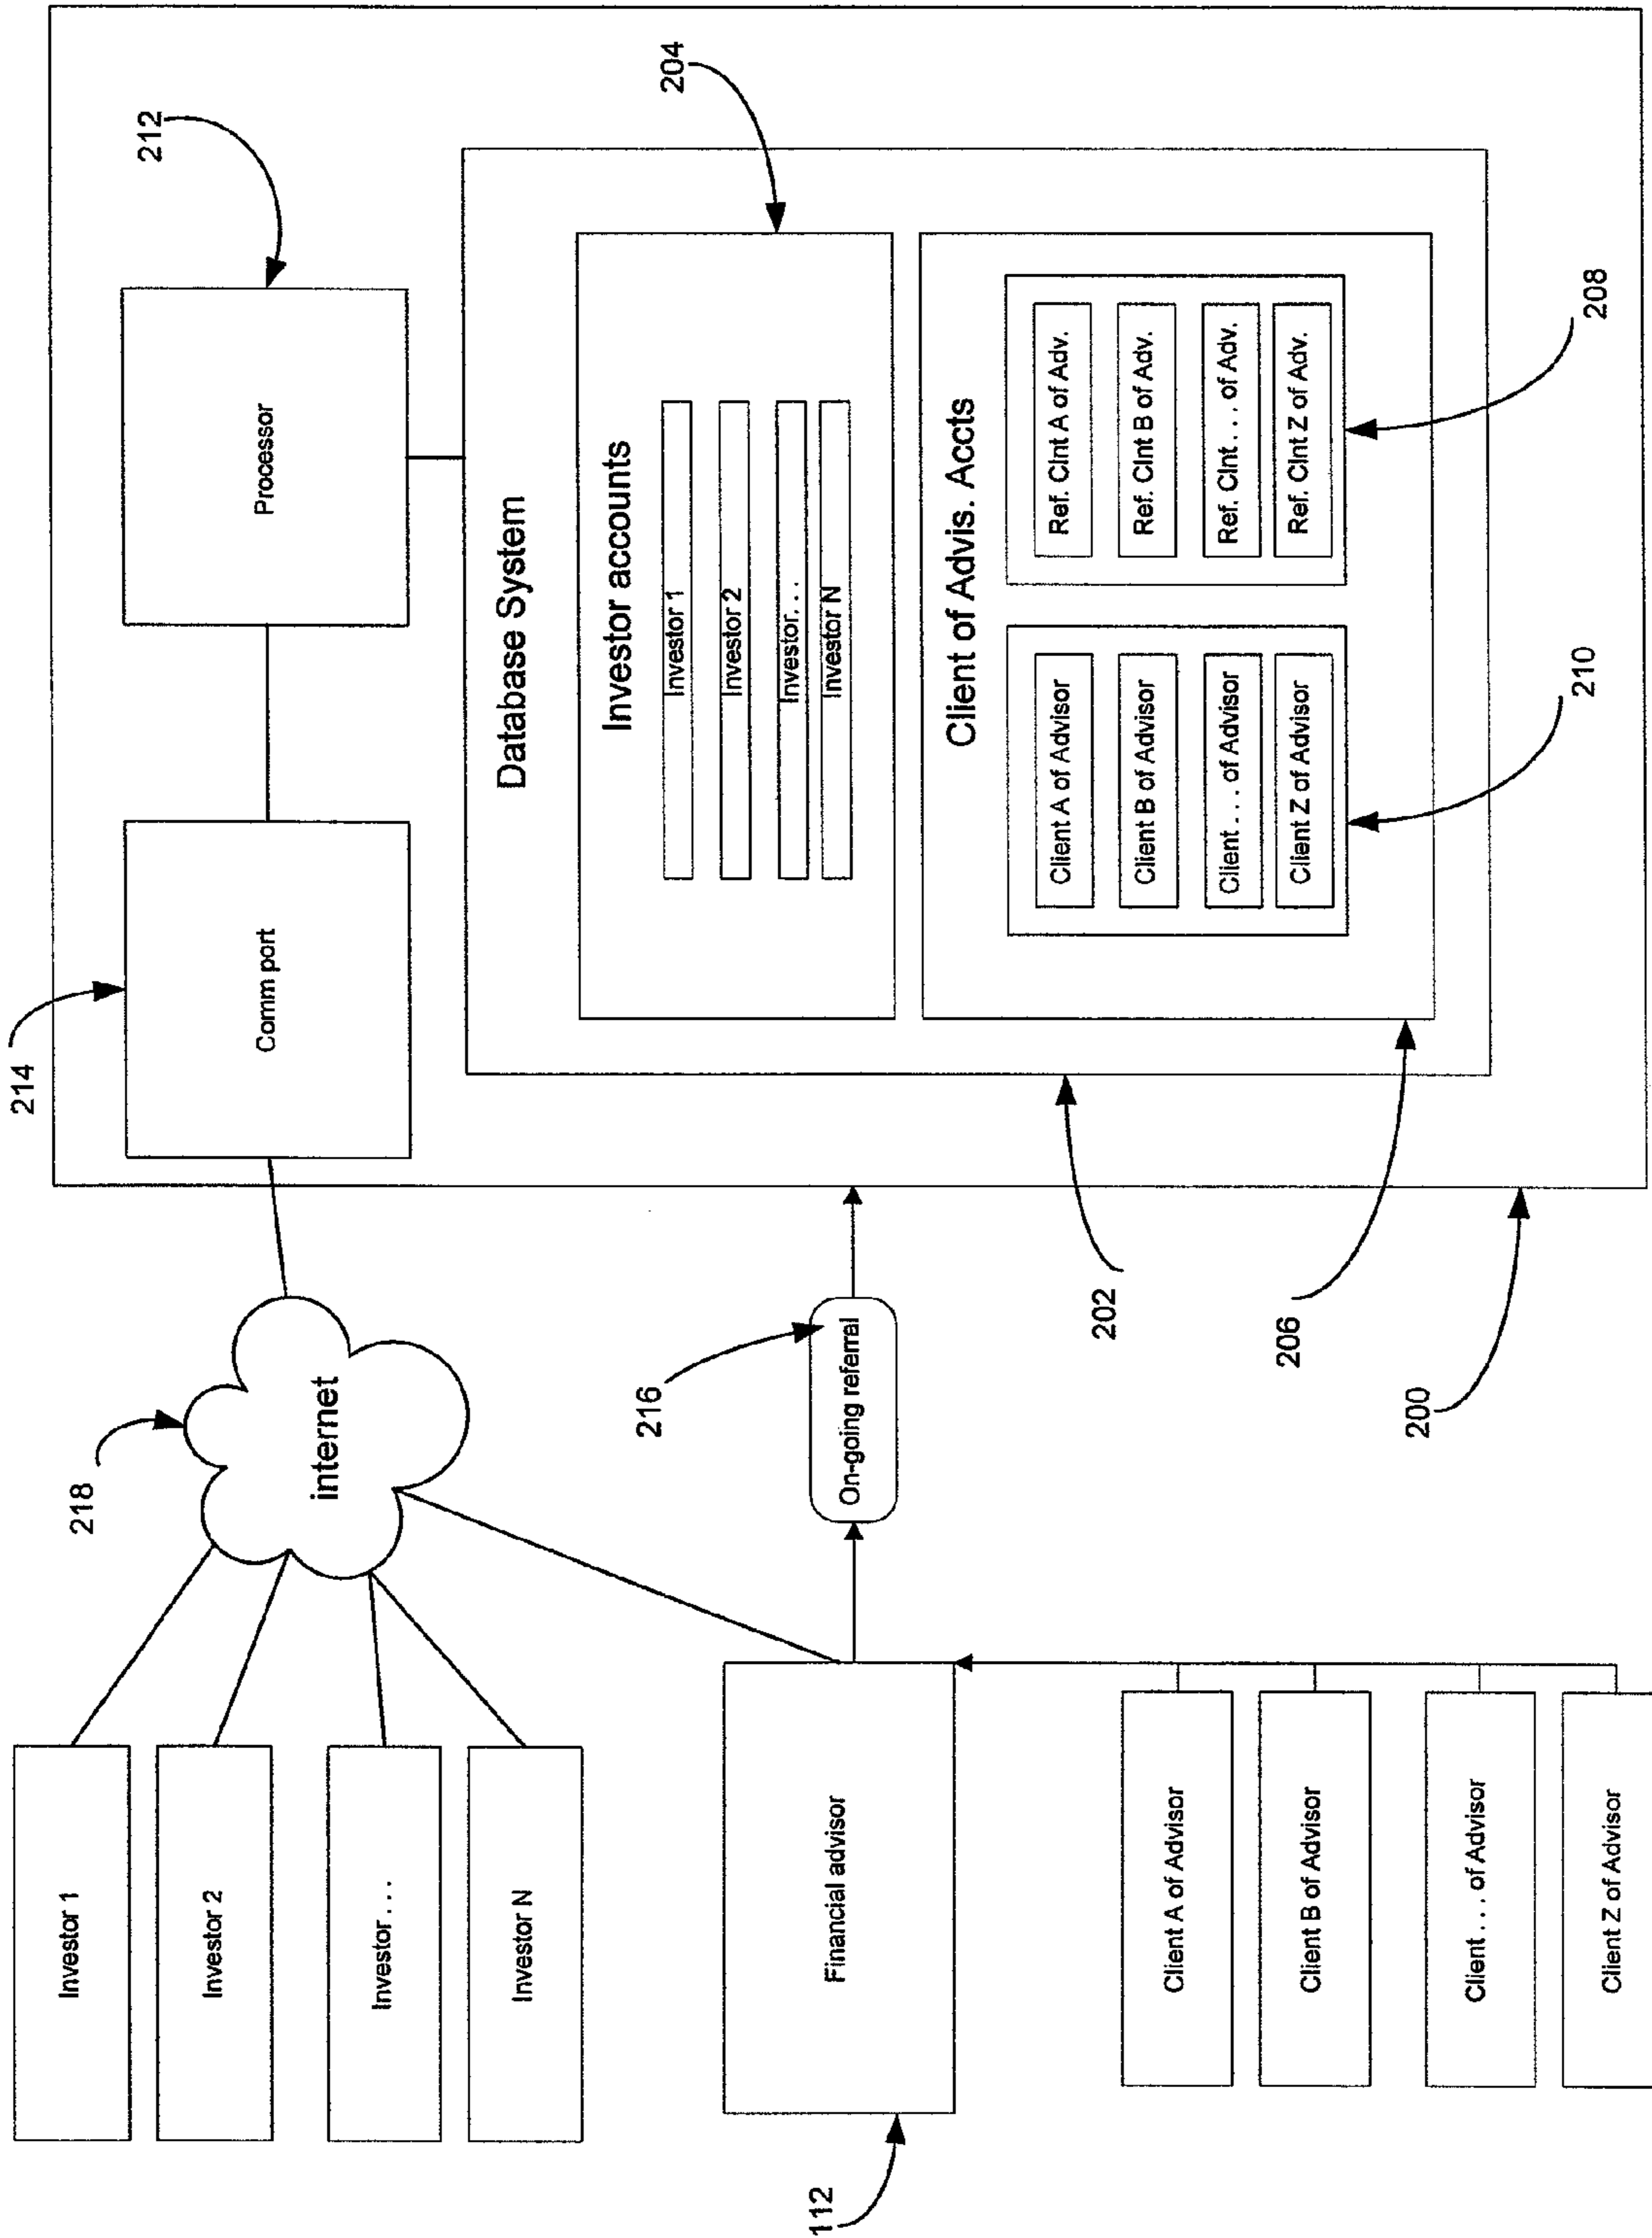 Investor 1
Investor 2
Investor . . .
Investor N
218
internet
214
Comm port
Processor
212
Database System
Investor accounts
Investor 1
Investor 2
Investor. . .
Investor N
204
Client of Advis. Accts
Client A of Advisor
Client B of Advisor
Client . . . of Advisor
Client Z of Advisor
Ref. Clnt A of Adv.
Ref. Clnt B of Adv.
Ref. Clnt . . . of Adv.
Ref. Clnt Z of Adv.
210
208
112
Financial advisor
216
On-going referral
202
206
200
Client A of Advisor
Client B of Advisor
Client . . . of Advisor
Client Z of Advisor